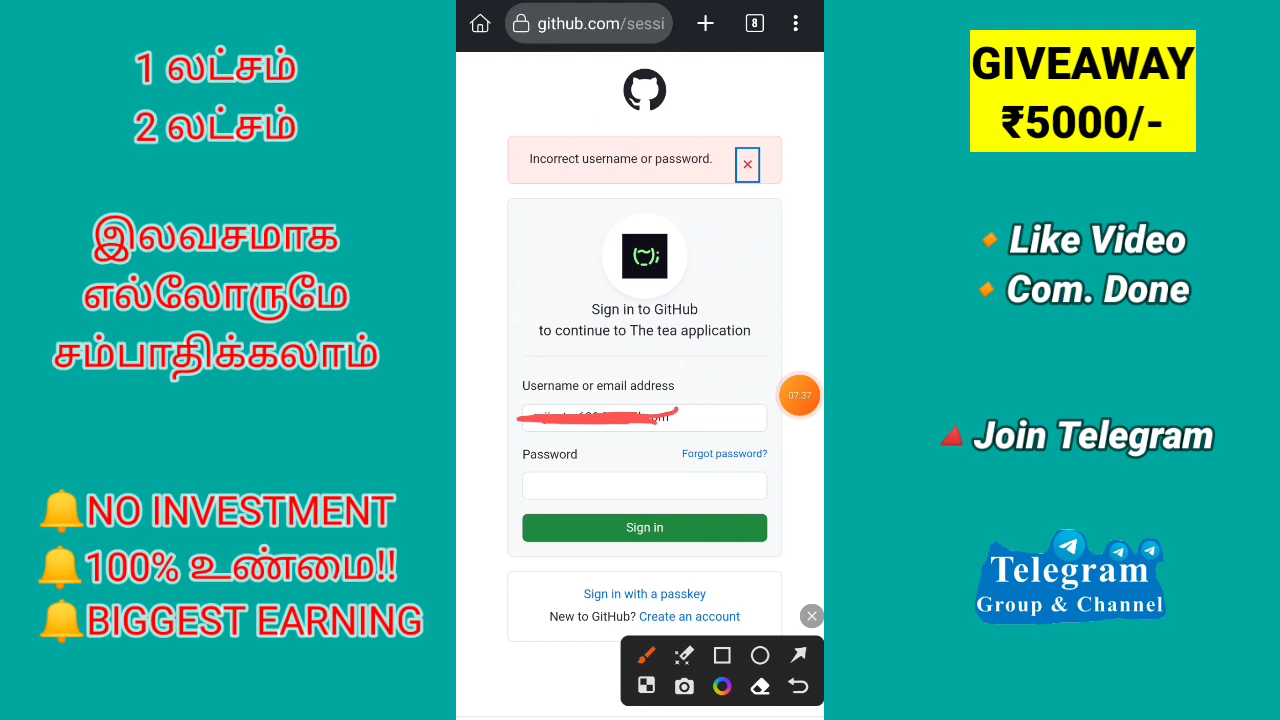 1 லட்சம்
2 லட்சம்
இலவசமாக
எல்லோருமே
சம்பாதிக்கலாம்
🔔NO INVESTMENT
🔔100% உண்மை!!
🔔BIGGEST EARNING
github.com/sessi
8
Incorrect username or password.
Sign in to GitHub
to continue to The tea application
Username or email address
Password
Forgot password?
Sign in
Sign in with a passkey
New to GitHub? Create an account
07:37
GIVEAWAY
₹5000/-
🔸Like Video
🔸Com. Done
🔺Join Telegram
Telegram
Group & Channel